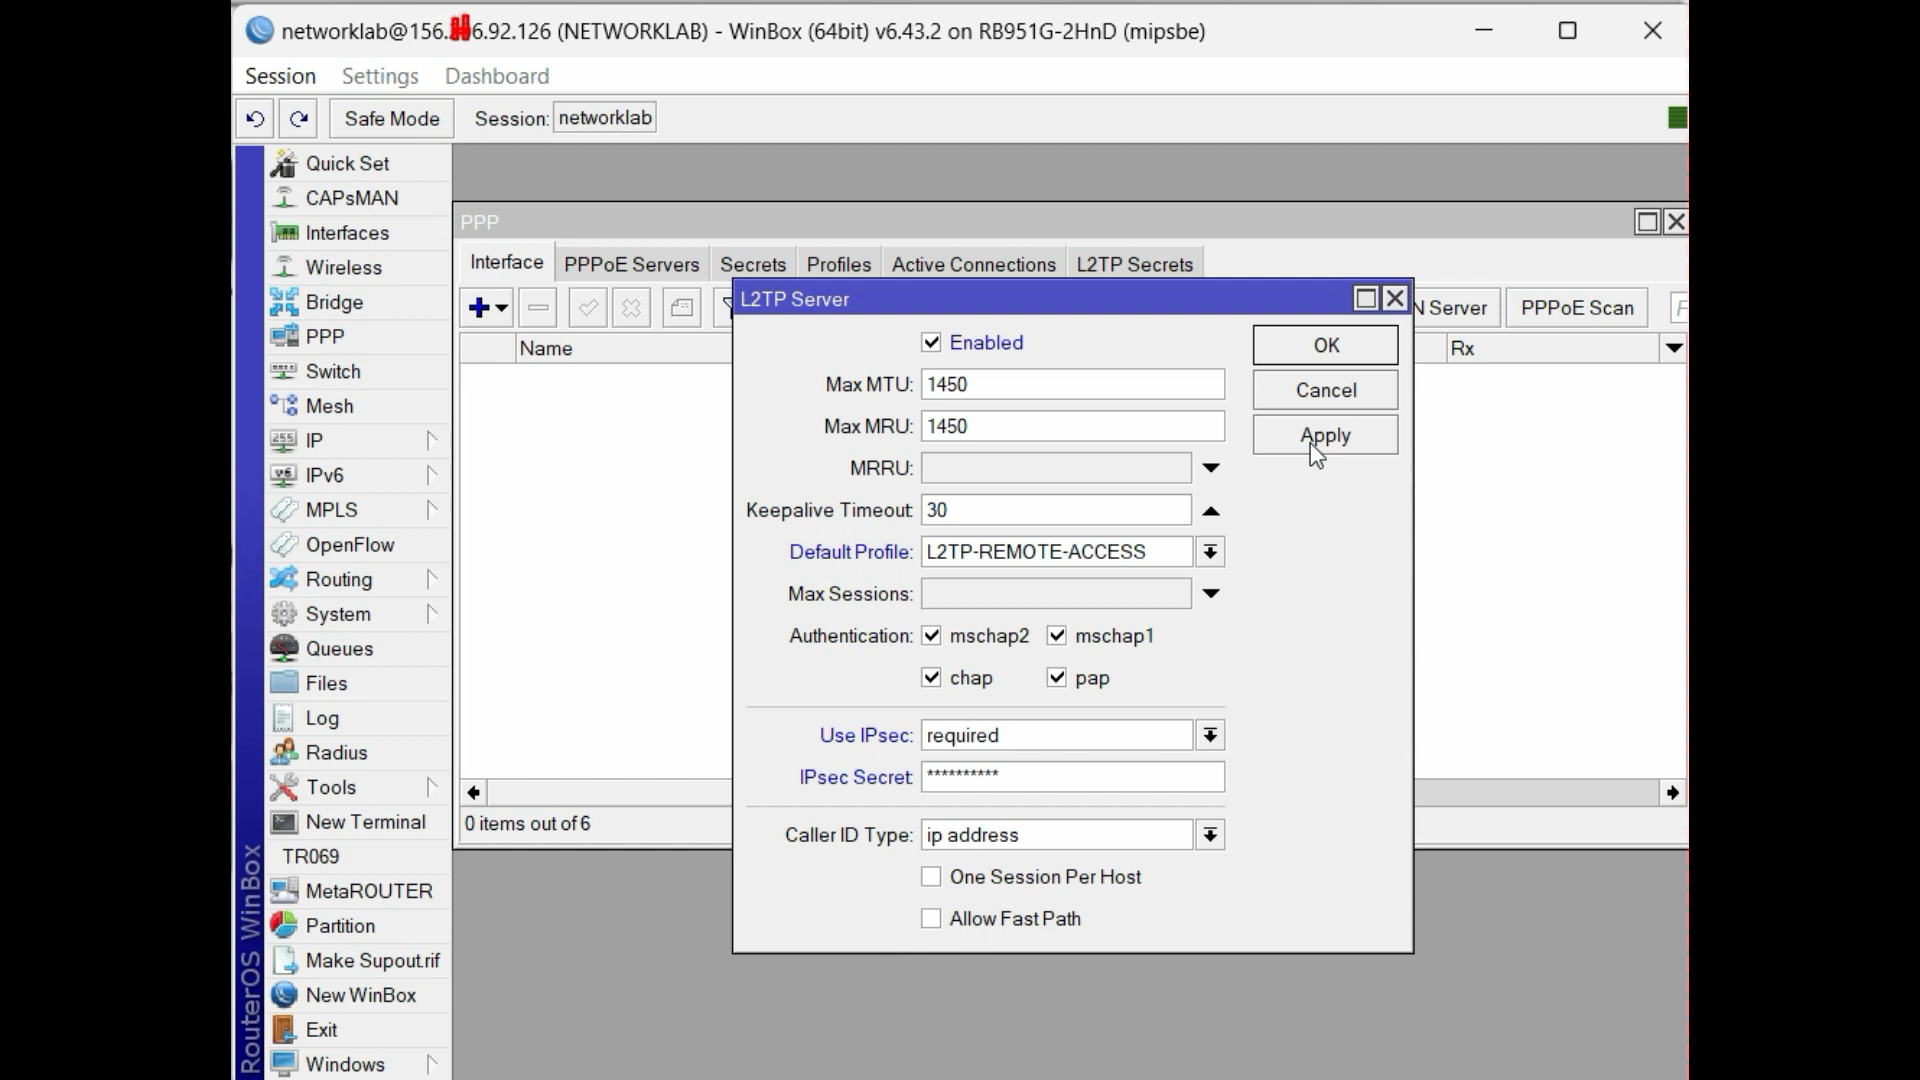 networklab@156. 6.92.126 (NETWORKLAB) - WinBox (64bit) v6.43.2 on RB951G-2HnD (mipsbe)
Session Settings Dashboard
Safe Mode Session: networklab
Quick Set
CAPsMAN
Interfaces
Wireless
Bridge
PPP
Switch
Mesh
IP
IPv6
MPLS
OpenFlow
Routing
System
Queues
Files
Log
Radius
Tools
New Terminal
TR069
MetaROUTER
Partition
Make Supout.rif
New WinBox
Exit
Windows
RouterOS WinBox
PPP
Interface PPPoE Servers Secrets Profiles Active Connections L2TP Secrets
N Server PPPoE Scan F
Name Rx
0 items out of 6
L2TP Server
Enabled
Max MTU: 1450
Max MRU: 1450
MRRU:
Keepalive Timeout: 30
Default Profile: L2TP-REMOTE-ACCESS
Max Sessions:
Authentication: mschap2 mschap1
chap pap
Use IPsec: required
IPsec Secret: **********
Caller ID Type: ip address
One Session Per Host
Allow Fast Path
OK
Cancel
Apply